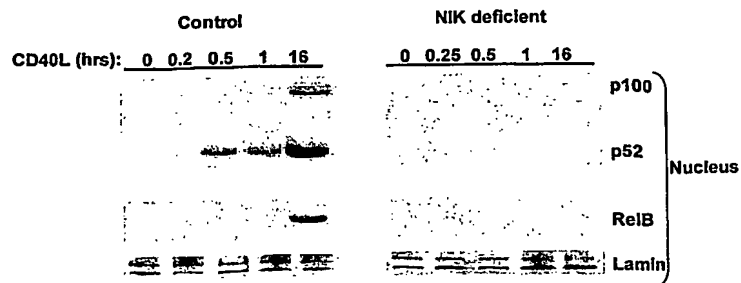 Control
NIK deficient
CD40L (hrs): 0 0.2 0.5 1 16
0 0.25 0.5 1 16
p100
p52
Nucleus
RelB
Lamin